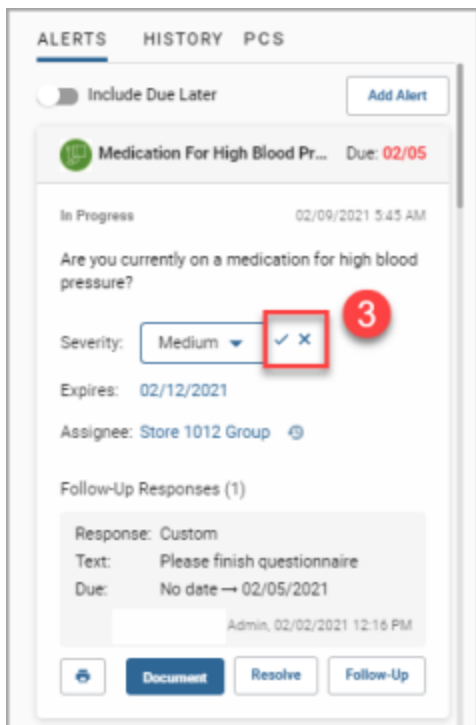 ALERTS HISTORY PCS
Include Due Later Add Alert
Medication For High Blood Pr... Due: 02/05
In Progress 02/09/2021 5:45 AM
Are you currently on a medication for high blood
pressure?
3
Severity: Medium
Expires: 02/12/2021
Assignee: Store 1012 Group
Follow-Up Responses (1)
Response: Custom
Text: Please finish questionnaire
Due: No date → 02/05/2021
Admin, 02/02/2021 12:16 PM
Document Resolve Follow-Up